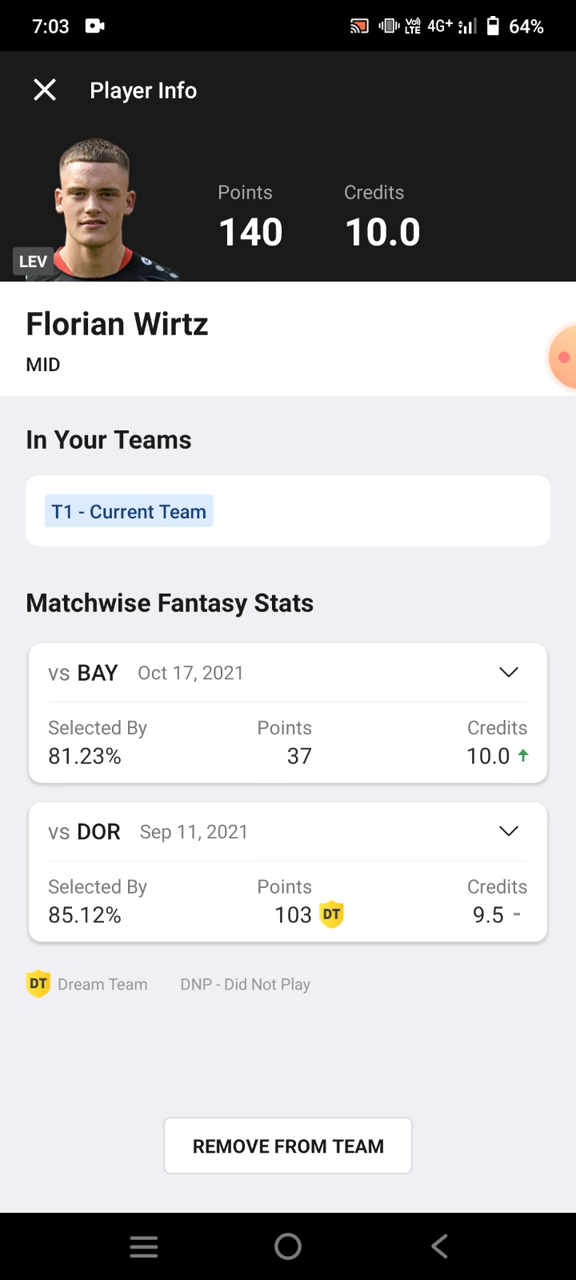 7:03 Vo) LTE 4G+ 64%
Player Info
Points Credits
140 10.0
LEV
Florian Wirtz
MID
In Your Teams
T1 - Current Team
Matchwise Fantasy Stats
vs BAY Oct 17, 2021
Selected By Points Credits
81.23% 37 10.0
vs DOR Sep 11, 2021
Selected By Points Credits
85.12% 103 DT 9.5 -
DT Dream Team DNP - Did Not Play
REMOVE FROM TEAM